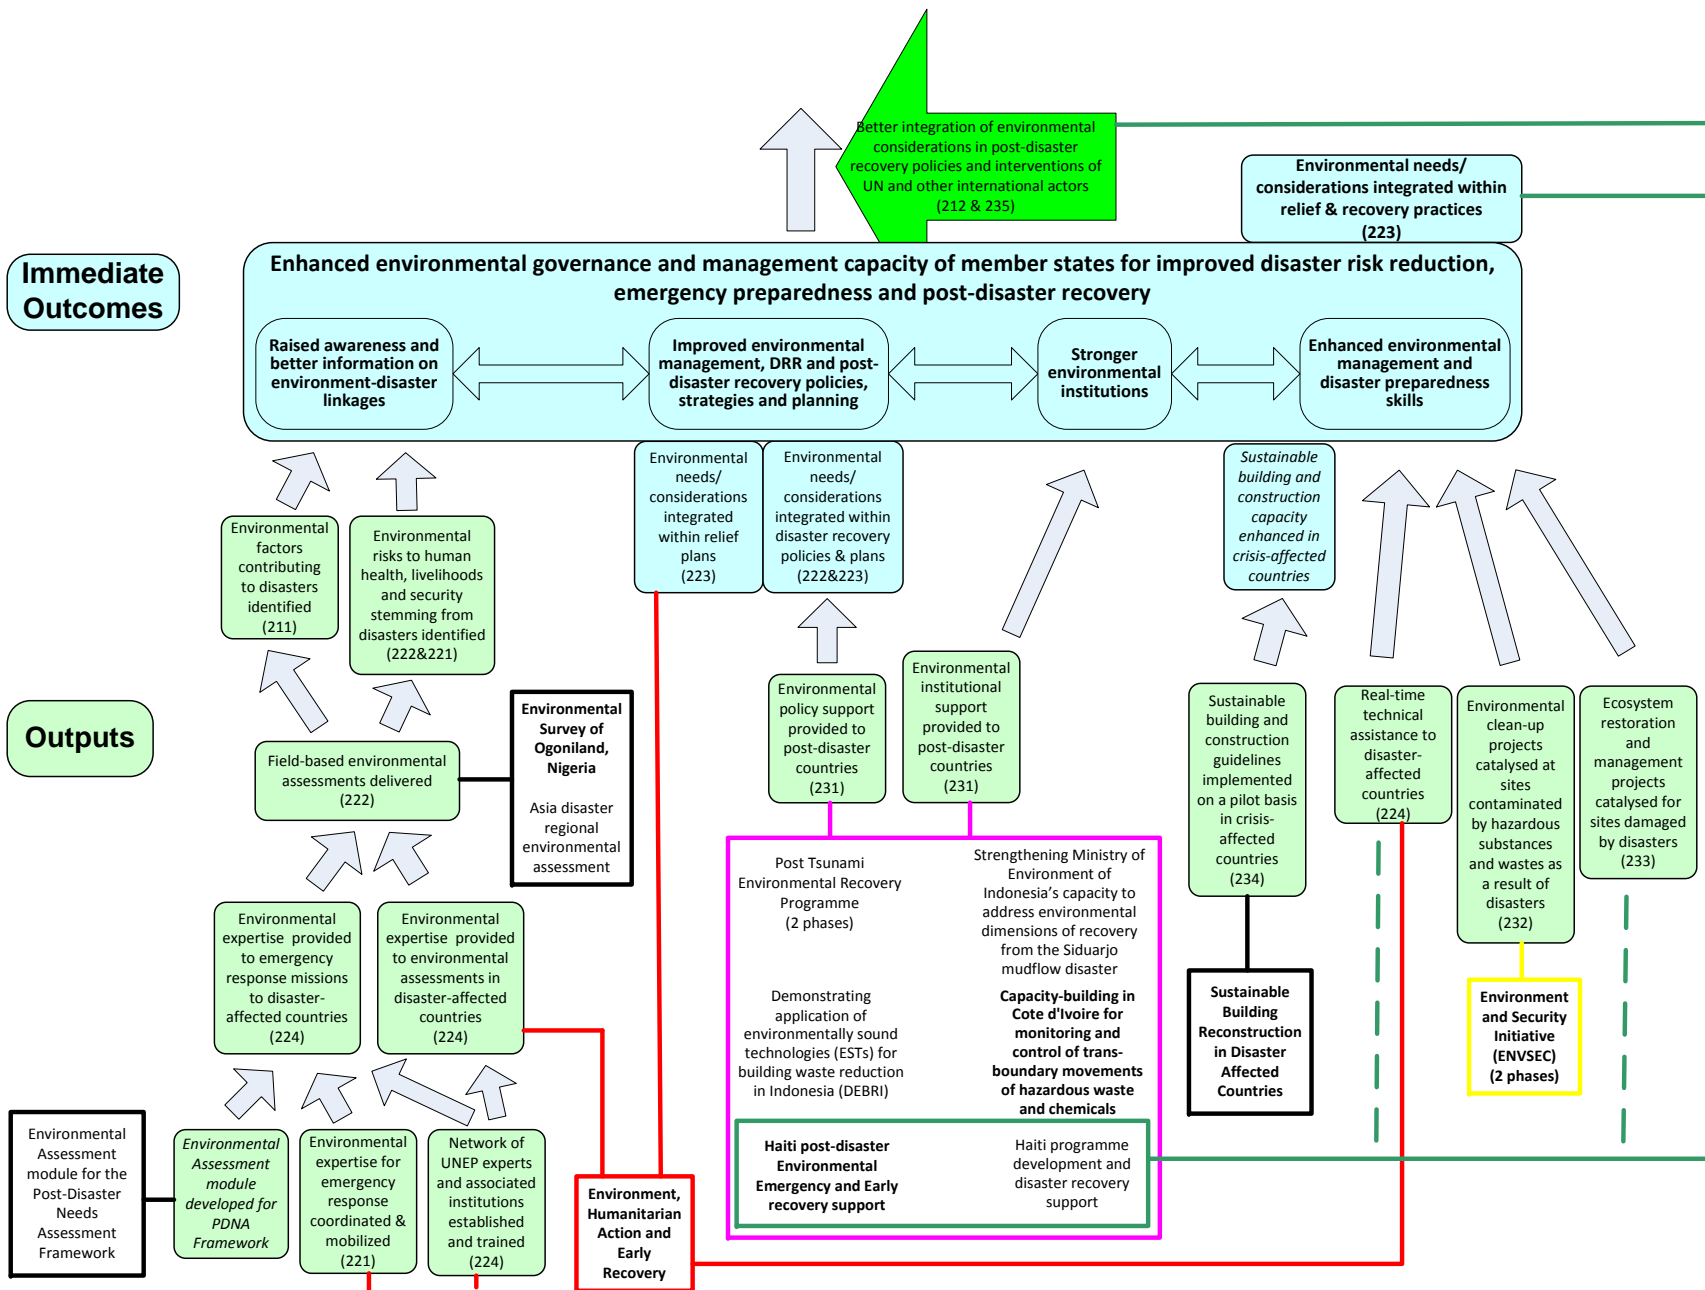 Better integration of environmental
considerations in post-disaster
recovery policies and interventions of
UN and other international actors
(212 & 235)
Environmental needs/
considerations integrated within
relief & recovery practices
(223)
Immediate
Outcomes
Enhanced environmental governance and management capacity of member states for improved disaster risk reduction,
emergency preparedness and post-disaster recovery
Raised awareness and
better information on
environment-disaster
linkages
Improved environmental
management, DRR and post-
disaster recovery policies,
strategies and planning
Stronger
environmental
institutions
Enhanced environmental
management and
disaster preparedness
skills
Environmental
needs/
considerations
integrated
within relief
plans
(223)
Environmental
needs/
considerations
integrated within
disaster recovery
policies & plans
(222&223)
Sustainable
building and
construction
capacity
enhanced in
crisis-affected
countries
Environmental
factors
contributing
to disasters
identified
(211)
Environmental
risks to human
health, livelihoods
and security
stemming from
disasters identified
(222&221)
Outputs
Field-based environmental
assessments delivered
(222)
Environmental
Survey of
Ogoniland,
Nigeria
Asia disaster
regional
environmental
assessment
Environmental
policy support
provided to
post-disaster
countries
(231)
Environmental
institutional
support
provided to
post-disaster
countries
(231)
Sustainable
building and
construction
guidelines
implemented
on a pilot basis
in crisis-
affected
countries
(234)
Real-time
technical
assistance to
disaster-
affected
countries
(224)
Environmental
clean-up
projects
catalysed at
sites
contaminated
by hazardous
substances
and wastes as
a result of
disasters
(232)
Ecosystem
restoration
and
management
projects
catalysed for
sites damaged
by disasters
(233)
Environmental
expertise provided
to emergency
response missions
to disaster-
affected countries
(224)
Environmental
expertise provided
to environmental
assessments in
disaster-affected
countries
(224)
Post Tsunami
Environmental Recovery
Programme
(2 phases)
Strengthening Ministry of
Environment of
Indonesia's capacity to
address environmental
dimensions of recovery
from the Siduarjo
mudflow disaster
Demonstrating
application of
environmentally sound
technologies (ESTs) for
building waste reduction
in Indonesia (DEBRI)
Capacity-building in
Cote d'Ivoire for
monitoring and
control of trans-
boundary movements
of hazardous waste
and chemicals
Haiti post-disaster
Environmental
Emergency and Early
recovery support
Haiti programme
development and
disaster recovery
support
Sustainable
Building
Reconstruction
in Disaster
Affected
Countries
Environment
and Security
Initiative
(ENVSEC)
(2 phases)
Environmental
Assessment
module for the
Post-Disaster
Needs
Assessment
Framework
Environmental
Assessment
module
developed for
PDNA
Framework
Environmental
expertise for
emergency
response
coordinated &
mobilized
(221)
Network of
UNEP experts
and associated
institutions
established
and trained
(224)
Environment,
Humanitarian
Action and
Early
Recovery